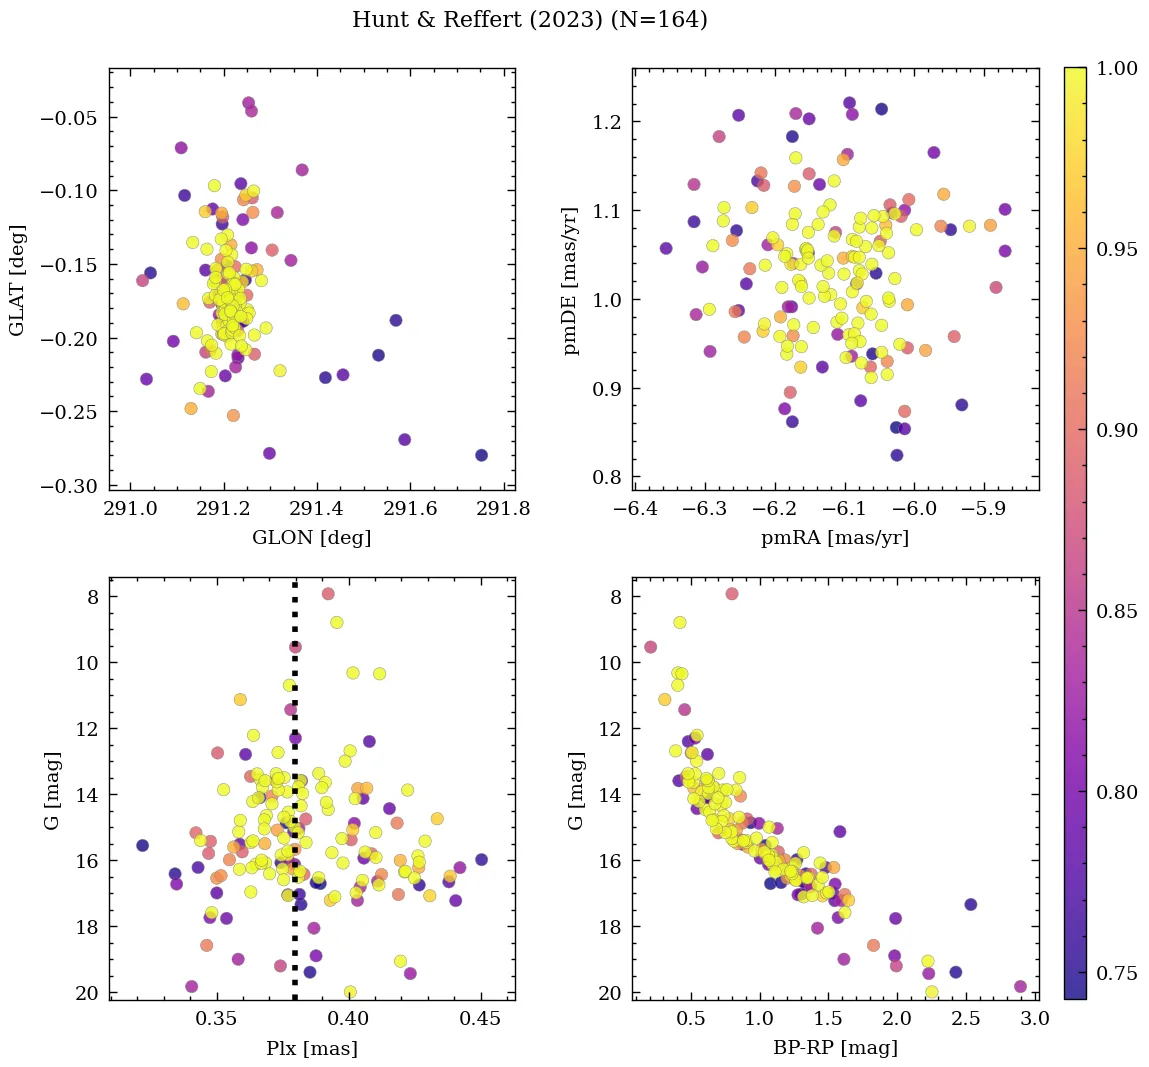 Hunt & Reffert (2023) (N=164)
−0.05
−0.10
−0.15
−0.20
−0.25
−0.30
GLAT [deg]
291.0 291.2 291.4 291.6 291.8
GLON [deg]
1.2
1.1
1.0
0.9
0.8
pmDE [mas/yr]
−6.4 −6.3 −6.2 −6.1 −6.0 −5.9
pmRA [mas/yr]
8
10
12
14
16
18
20
G [mag]
0.35 0.40 0.45
Plx [mas]
8
10
12
14
16
18
20
G [mag]
0.5 1.0 1.5 2.0 2.5 3.0
BP-RP [mag]
1.00
0.95
0.90
0.85
0.80
0.75